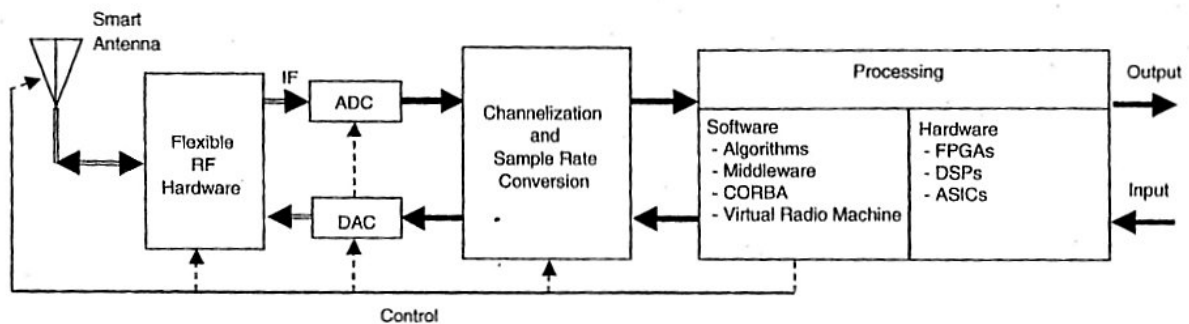 Smart
Antenna
Flexible
RF
Hardware
IF
ADC
DAC
Channelization
and
Sample Rate
Conversion
Processing
Software
- Algorithms
- Middleware
- CORBA
- Virtual Radio Machine
Hardware
- FPGAs
- DSPs
- ASICs
Output
Input
Control